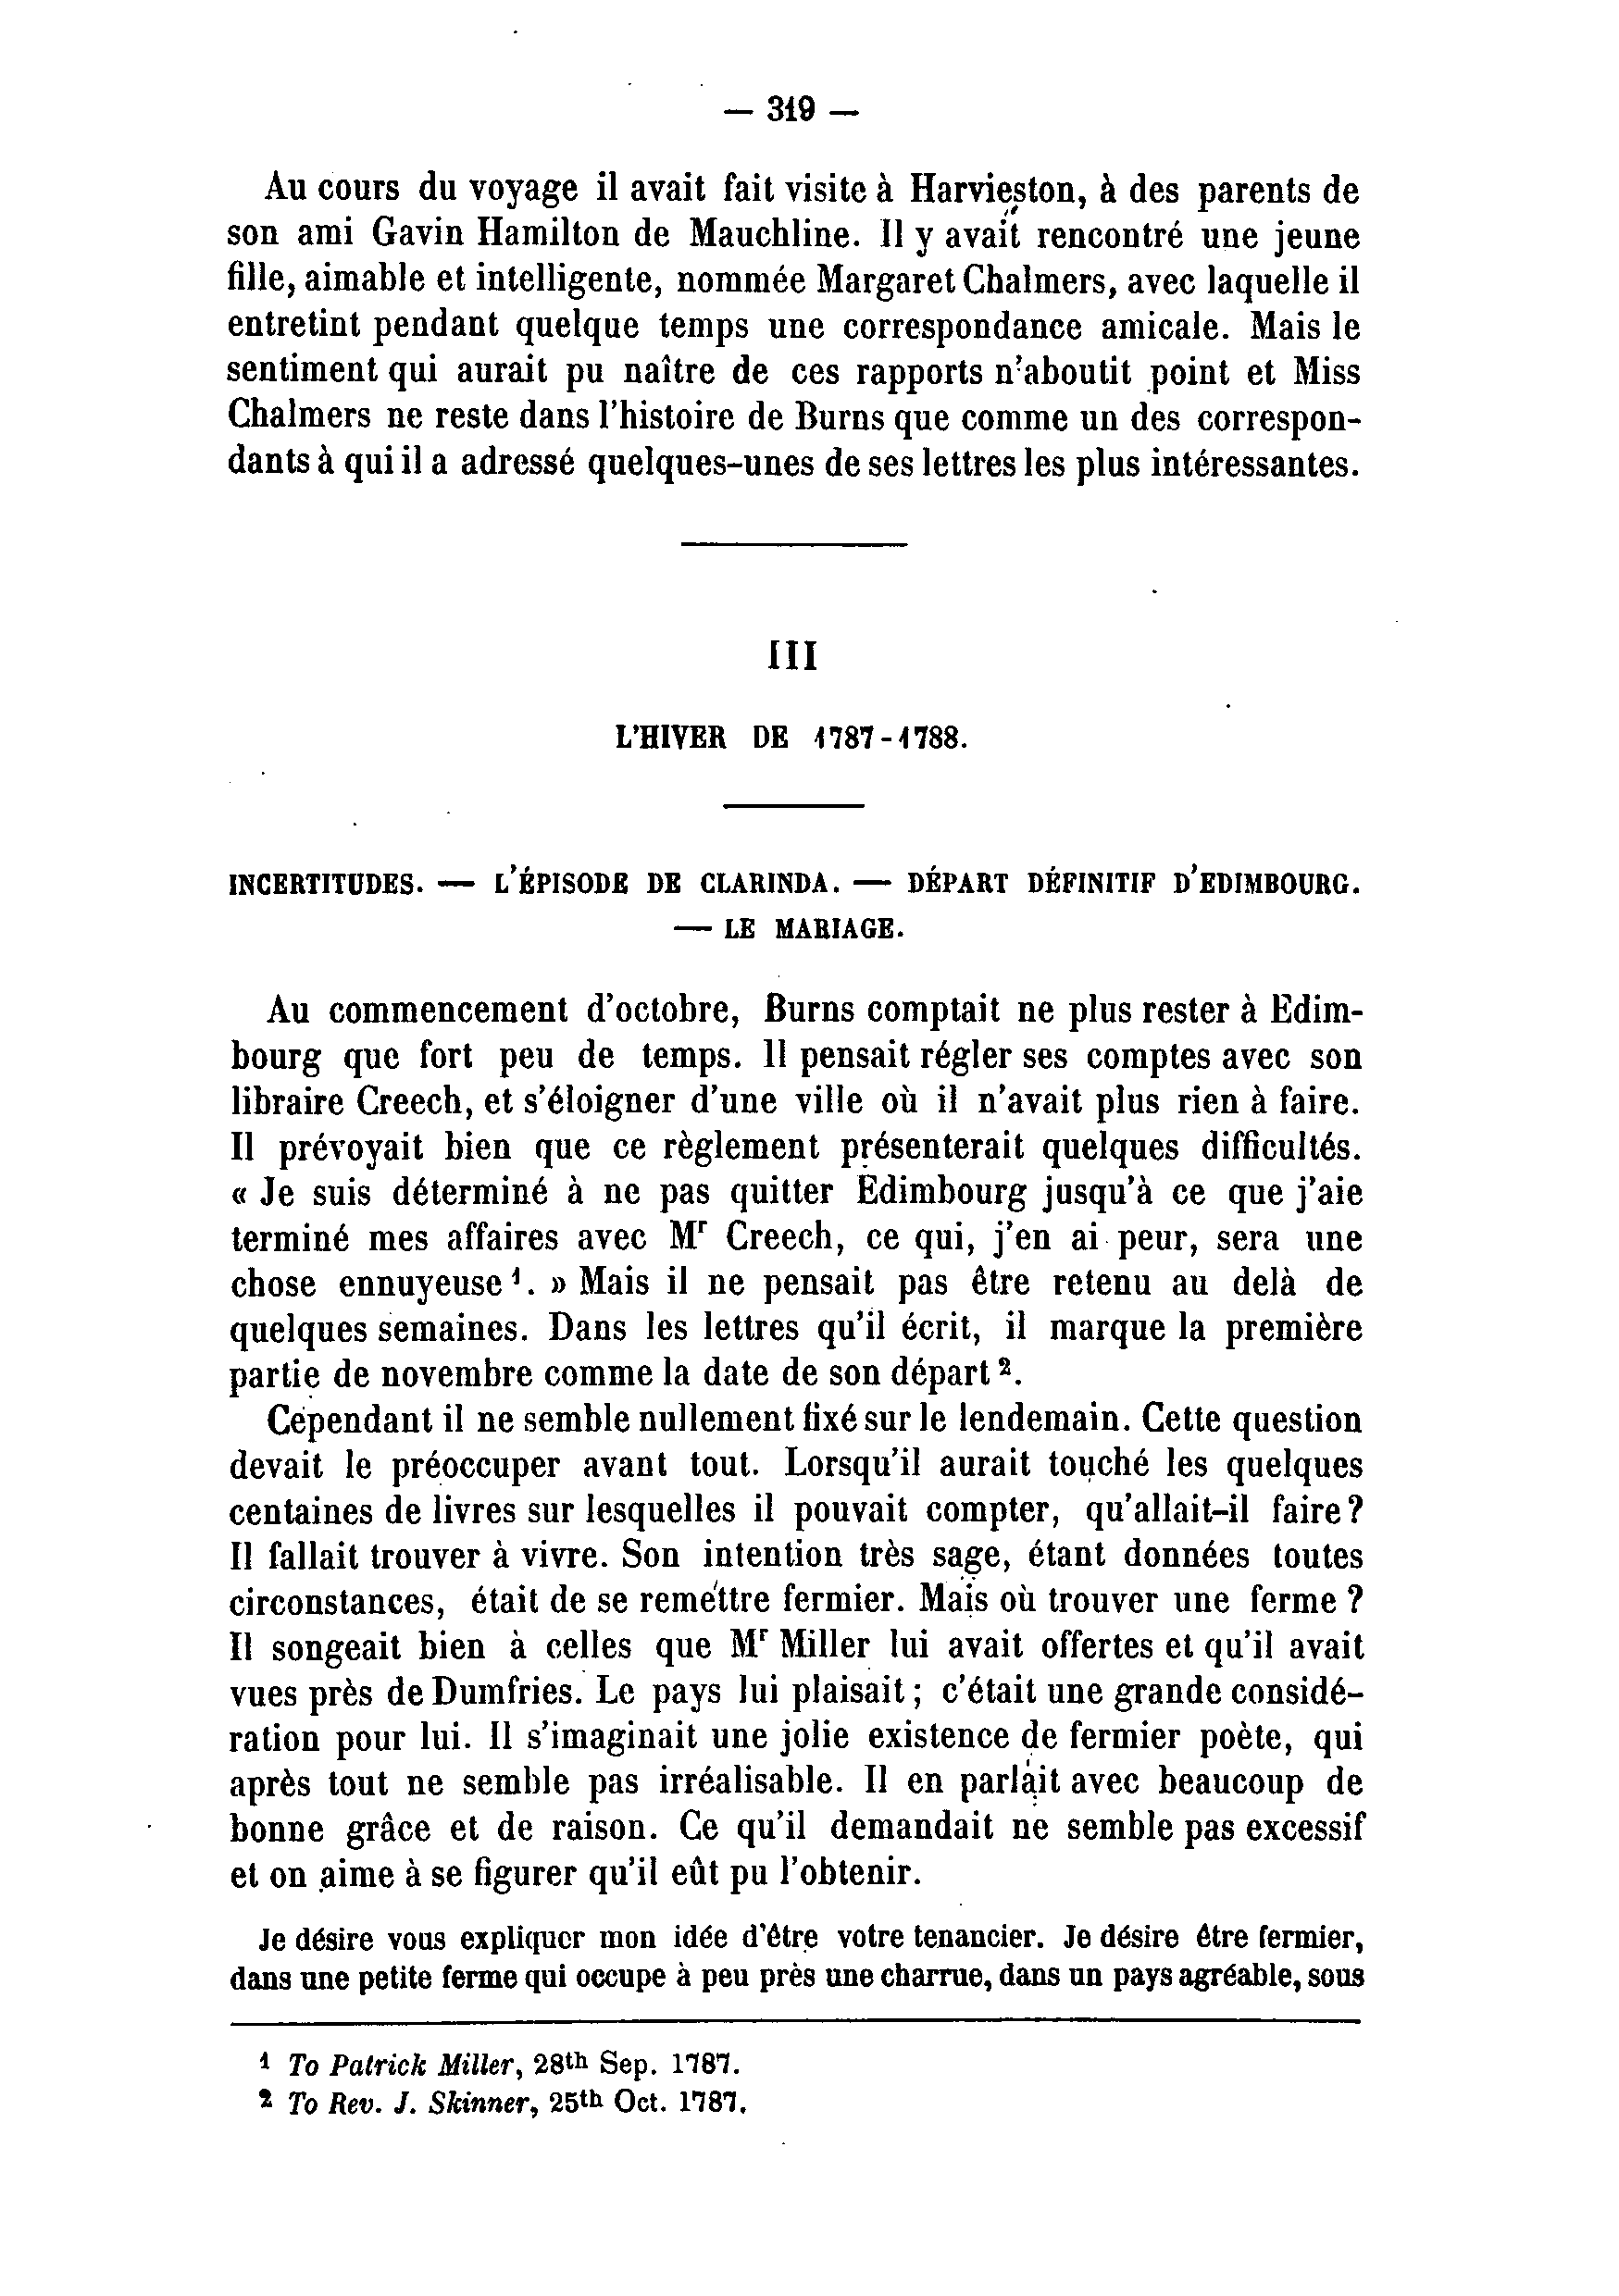 — 319 —
Au cours du voyage il avait fait visite à Harvieston, à des parents de
son ami Gavin Hamilton de Mauchline. Il y avait rencontré une jeune
fille, aimable et intelligente, nommée Margaret Chalmers, avec laquelle il
entretint pendant quelque temps une correspondance amicale. Mais le
sentiment qui aurait pu naître de ces rapports n'aboutit point et Miss
Chalmers ne reste dans l'histoire de Burns que comme un des correspon-
dants à qui il a adressé quelques-unes de ses lettres les plus intéressantes.
III
L'HIVER DE 1787-1788.
INCERTITUDES. — L'ÉPISODE DE CLARINDA. — DÉPART DÉFINITIF D'EDIMBOURG.
— LE MARIAGE.
Au commencement d'octobre, Burns comptait ne plus rester à Edim-
bourg que fort peu de temps. Il pensait régler ses comptes avec son
libraire Creech, et s'éloigner d'une ville où il n'avait plus rien à faire.
Il prévoyait bien que ce règlement présenterait quelques difficultés.
« Je suis déterminé à ne pas quitter Edimbourg jusqu'à ce que j'aie
terminé mes affaires avec Mr Creech, ce qui, j'en ai peur, sera une
chose ennuyeuse ¹. » Mais il ne pensait pas être retenu au delà de
quelques semaines. Dans les lettres qu'il écrit, il marque la première
partie de novembre comme la date de son départ ².
Cependant il ne semble nullement fixé sur le lendemain. Cette question
devait le préoccuper avant tout. Lorsqu'il aurait touché les quelques
centaines de livres sur lesquelles il pouvait compter, qu'allait-il faire?
Il fallait trouver à vivre. Son intention très sage, étant données toutes
circonstances, était de se remettre fermier. Mais où trouver une ferme ?
Il songeait bien à celles que Mr Miller lui avait offertes et qu'il avait
vues près de Dumfries. Le pays lui plaisait ; c'était une grande considé-
ration pour lui. Il s'imaginait une jolie existence de fermier poète, qui
après tout ne semble pas irréalisable. Il en parlait avec beaucoup de
bonne grâce et de raison. Ce qu'il demandait ne semble pas excessif
et on aime à se figurer qu'il eût pu l'obtenir.
Je désire vous expliquer mon idée d'être votre tenancier. Je désire être fermier,
dans une petite ferme qui occupe à peu près une charrue, dans un pays agréable, sous
¹ To Patrick Miller, 28th Sep. 1787.
² To Rev. J. Skinner, 25th Oct. 1787.